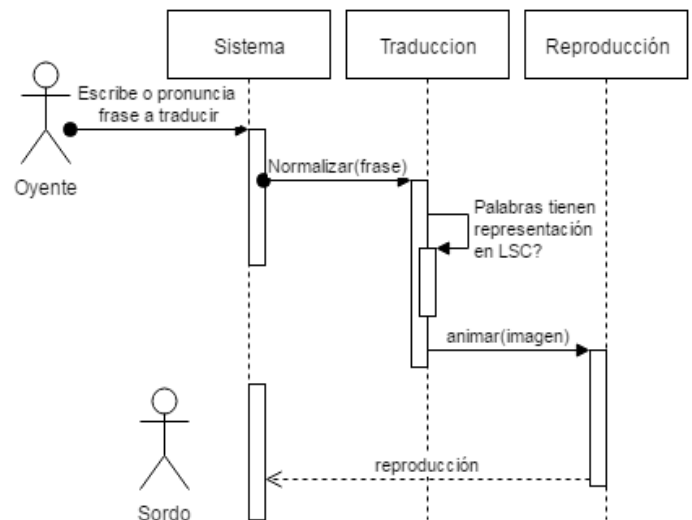 Sistema
Traduccion
Reproducción
Escribe o pronuncia
frase a traducir
Oyente
Normalizar(frase)
Palabras tienen
representación
en LSC?
animar(imagen)
reproducción
Sordo